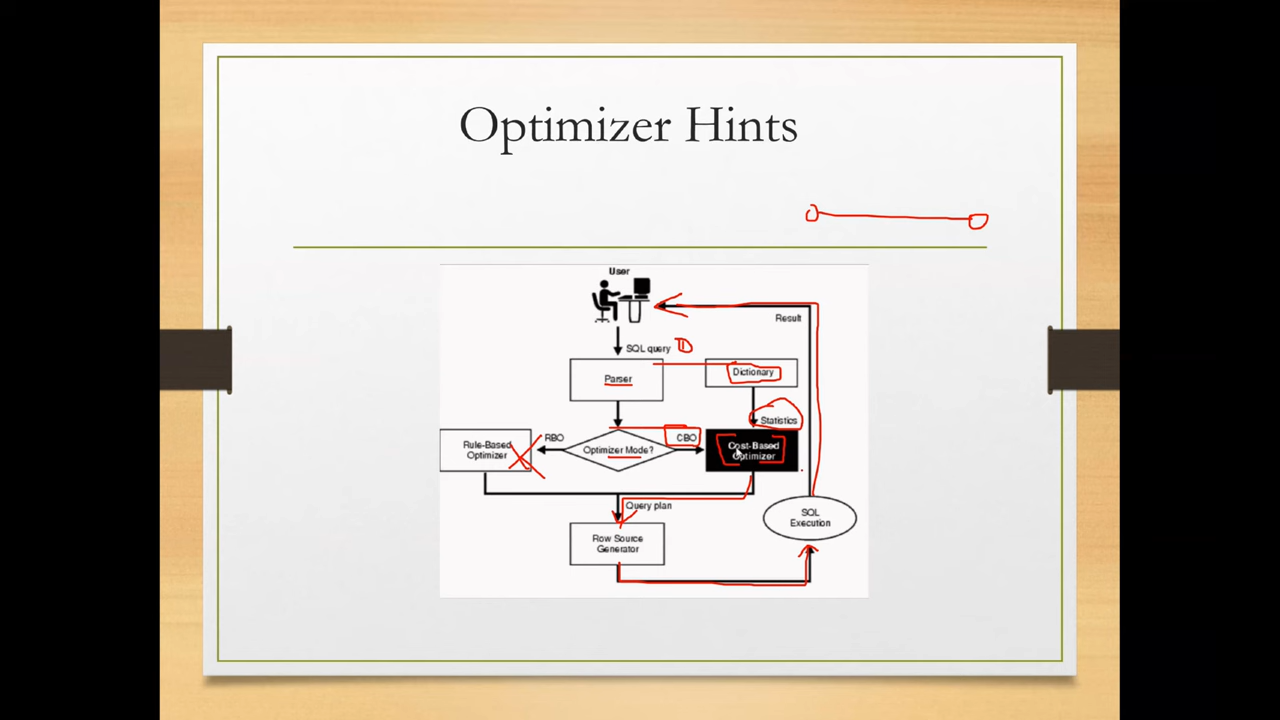 Optimizer Hints
User
Result
SQL query
Parser
Dictionary
Statistics
Rule-Based
Optimizer
RBO
Optimizer Mode?
CBO
Cost-Based
Optimizer
Query plan
Row Source
Generator
SQL
Execution